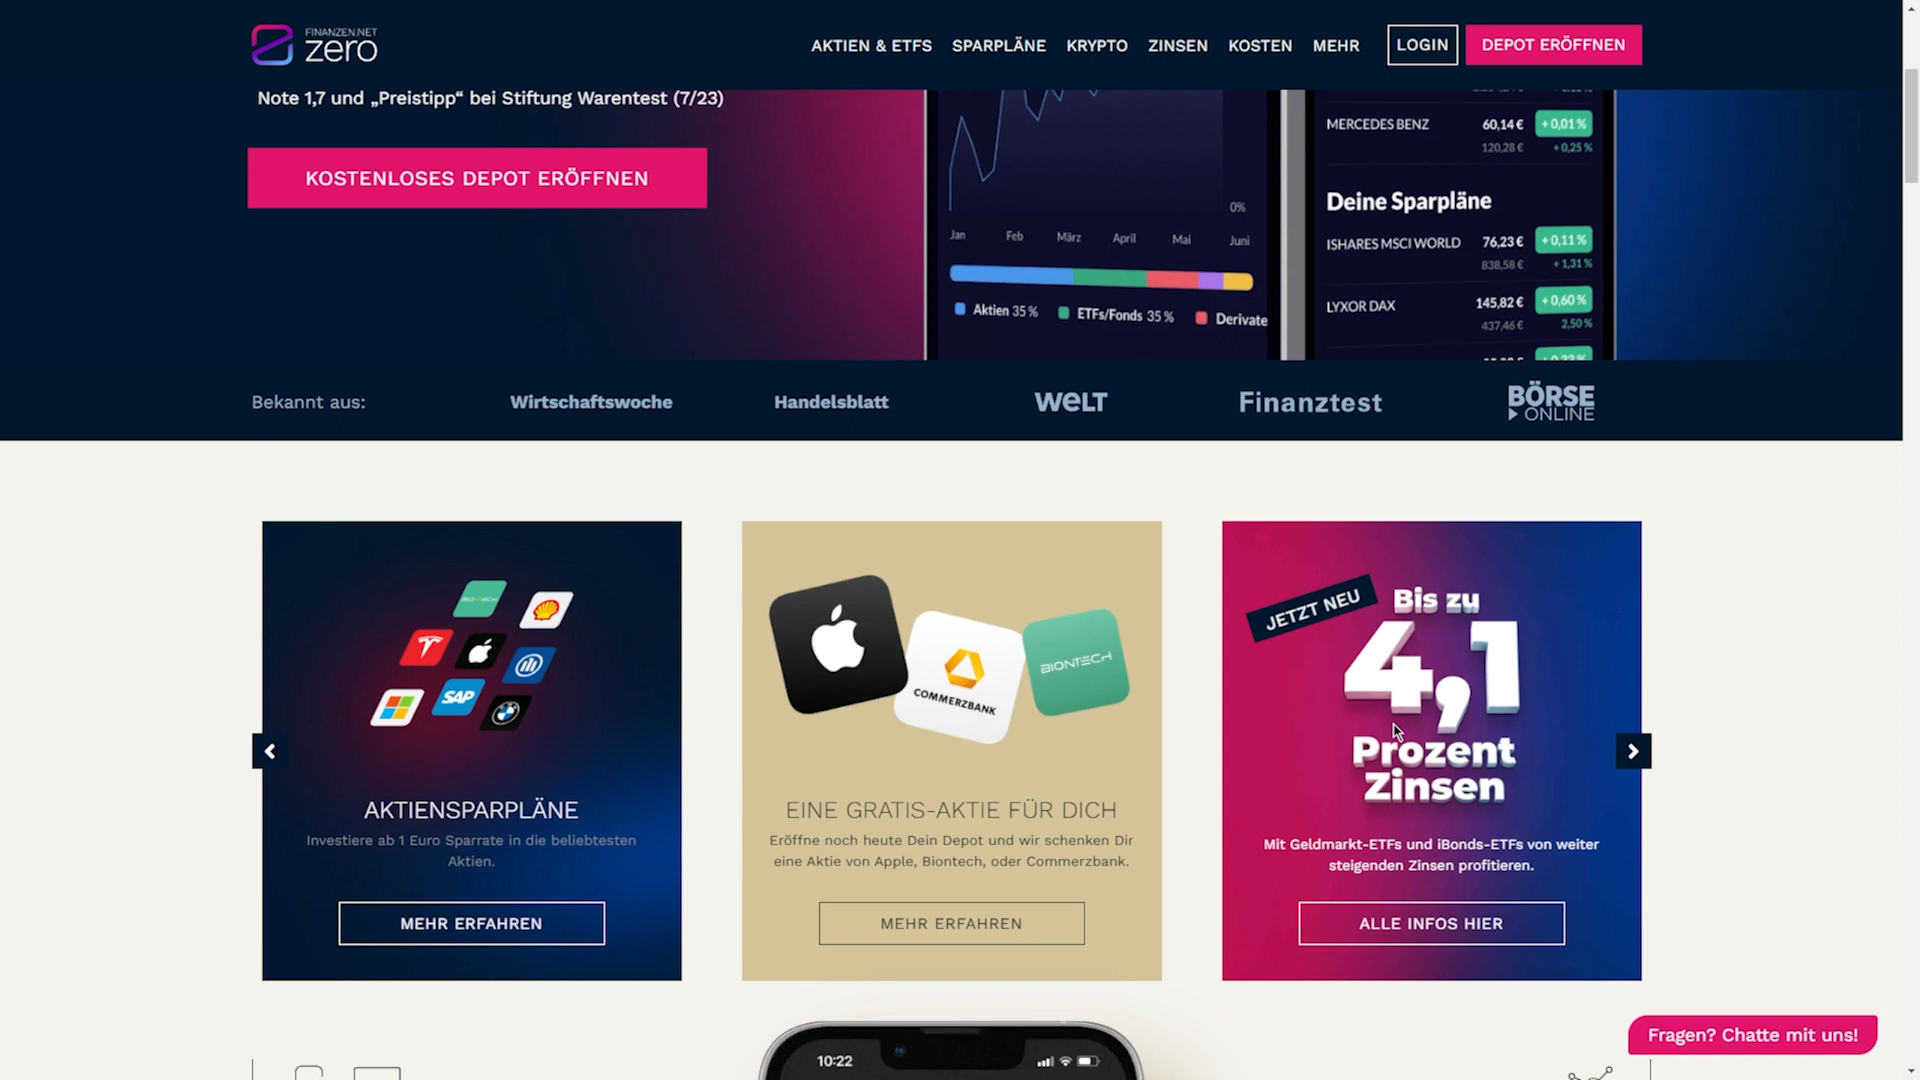 FINANZEN.NET
zero
AKTIEN & ETFS
SPARPLÄNE
KRYPTO
ZINSEN
KOSTEN
MEHR
LOGIN
DEPOT ERÖFFNEN
Note 1,7 und „Preistipp“ bei Stiftung Warentest (7/23)
KOSTENLOSES DEPOT ERÖFFNEN
0%
Jan Feb März April Mai Juni
Aktien 35 % ETFs/Fonds 35 % Derivate
MERCEDES BENZ 60,14 € +0,01 %
120,28 € +0,25 %
Deine Sparpläne
ISHARES MSCI WORLD 76,23 € +0,11 %
838,58 € +1,31 %
LYXOR DAX 145,82 € +0,60 %
437,46 € 2,50 %
Bekannt aus:
Wirtschaftswoche
Handelsblatt
WELT
Finanztest
BÖRSE
ONLINE
BIONTECH
SAP
AKTIENSPARPLÄNE
Investiere ab 1 Euro Sparrate in die beliebtesten
Aktien.
MEHR ERFAHREN
COMMERZBANK
BIONTECH
EINE GRATIS-AKTIE FÜR DICH
Eröffne noch heute Dein Depot und wir schenken Dir
eine Aktie von Apple, Biontech, oder Commerzbank.
MEHR ERFAHREN
JETZT NEU
Bis zu
4,1
Prozent
Zinsen
Mit Geldmarkt-ETFs und iBonds-ETFs von weiter
steigenden Zinsen profitieren.
ALLE INFOS HIER
10:22
Fragen? Chatte mit uns!